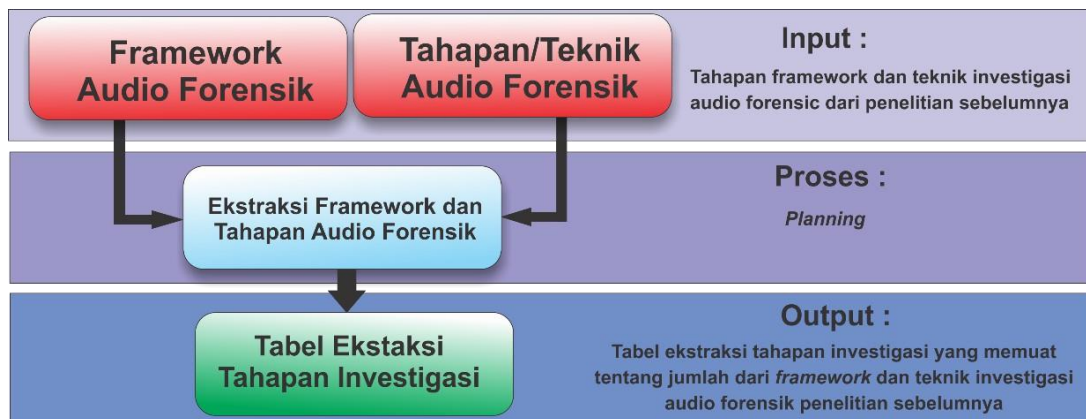 Framework
Audio Forensik
Tahapan/Teknik
Audio Forensik
Input :
Tahapan framework dan teknik investigasi
audio forensic dari penelitian sebelumnya
Ekstraksi Framework dan
Tahapan Audio Forensik
Proses :
Planning
Tabel Ekstaksi
Tahapan Investigasi
Output :
Tabel ekstraksi tahapan investigasi yang memuat
tentang jumlah dari framework dan teknik investigasi
audio forensik penelitian sebelumnya